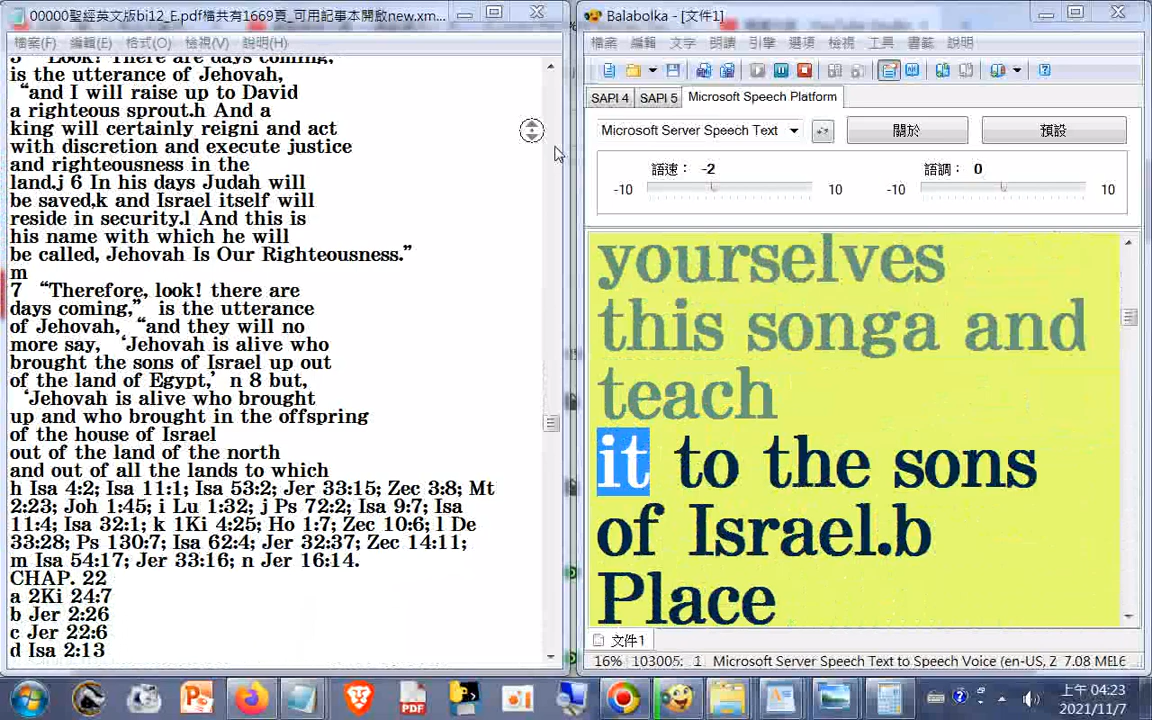 00000聖經英文版bi12_E.pdf檔共有1669頁_可用記事本開啟new.xm...
檔案(F) 編輯(E) 格式(O) 檢視(V) 說明(H)
5 “Look! There are days coming,”
is the utterance of Jehovah,
“and I will raise up to David
a righteous sprout.h And a
king will certainly reigni and act
with discretion and execute justice
and righteousness in the
land.j 6 In his days Judah will
be saved,k and Israel itself will
reside in security.l And this is
his name with which he will
be called, Jehovah Is Our Righteousness.”
m
7 “Therefore, look! there are
days coming,” is the utterance
of Jehovah, “and they will no
more say, ‘Jehovah is alive who
brought the sons of Israel up out
of the land of Egypt,’ n 8 but,
‘Jehovah is alive who brought
up and who brought in the offspring
of the house of Israel
out of the land of the north
and out of all the lands to which
h Isa 4:2; Isa 11:1; Isa 53:2; Jer 33:15; Zec 3:8; Mt
2:23; Joh 1:45; i Lu 1:32; j Ps 72:2; Isa 9:7; Isa
11:4; Isa 32:1; k 1Ki 4:25; Ho 1:7; Zec 10:6; l De
33:28; Ps 130:7; Isa 62:4; Jer 32:37; Zec 14:11;
m Isa 54:17; Jer 33:16; n Jer 16:14.
CHAP. 22
a 2Ki 24:7
b Jer 2:26
c Jer 22:6
d Isa 2:13
Balabolka - [文件1]
檔案 編輯 文字 朗讀 引擎 選項 檢視 工具 書籤 說明
SAPI 4 SAPI 5 Microsoft Speech Platform
Microsoft Server Speech Text 關於 預設
語速： -2 語調： 0
-10 10 -10 10
yourselves
this songa and
teach
it to the sons
of Israel.b
Place
文件1
16% 103005: 1 Microsoft Server Speech Text to Speech Voice (en-US, Z 7.08 ME16
上午 04:23
2021/11/7